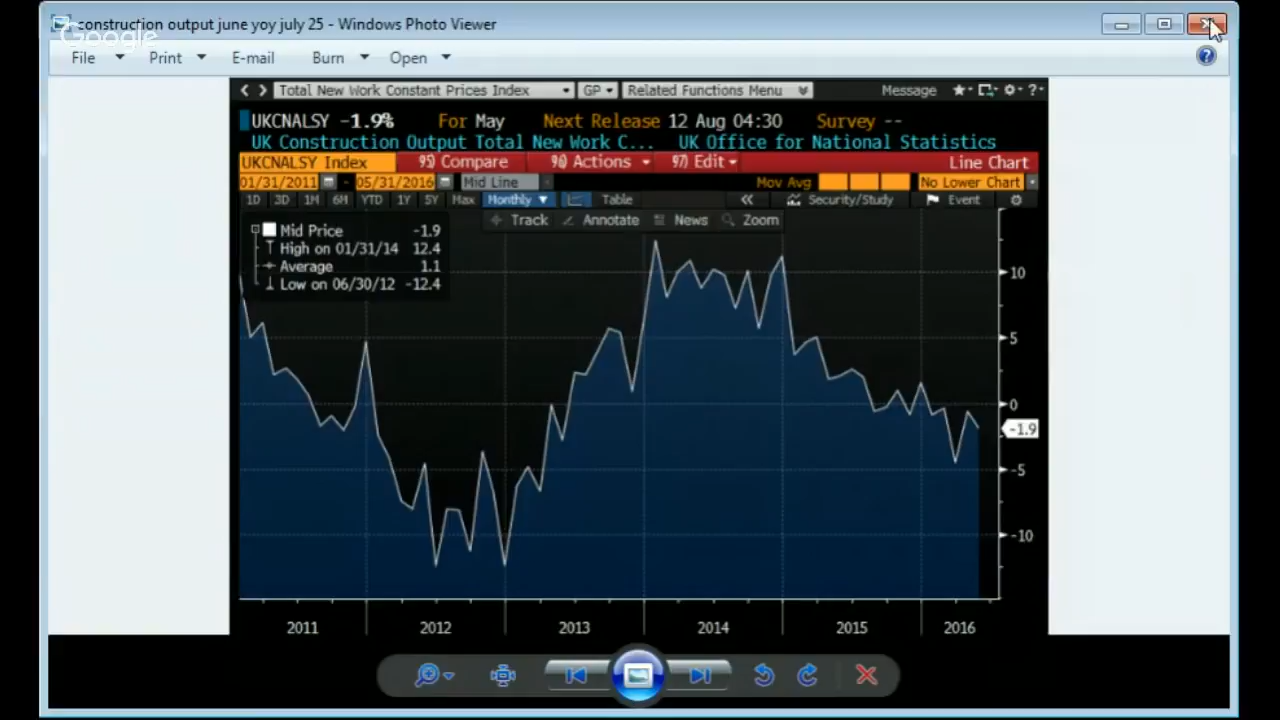 construction output june yoy july 25 - Windows Photo Viewer
Google
File Print E-mail Burn Open
Total New Work Constant Prices Index GP Related Functions Menu Message
UKCNALSY -1.9% For May Next Release 12 Aug 04:30 Survey --
UK Construction Output Total New Work C... UK Office for National Statistics
UKCNALSY Index 95) Compare 96) Actions 97) Edit Line Chart
01/31/2011 - 05/31/2016 Mid Line Mov Avg No Lower Chart
1D 3D 1M 6M YTD 1Y 5Y Max Monthly ▼ Table « Security/Study Event
Track Annotate News Zoom
Mid Price -1.9
High on 01/31/14 12.4
Average 1.1
Low on 06/30/12 -12.4
10
5
0
-1.9
-5
-10
2011 2012 2013 2014 2015 2016